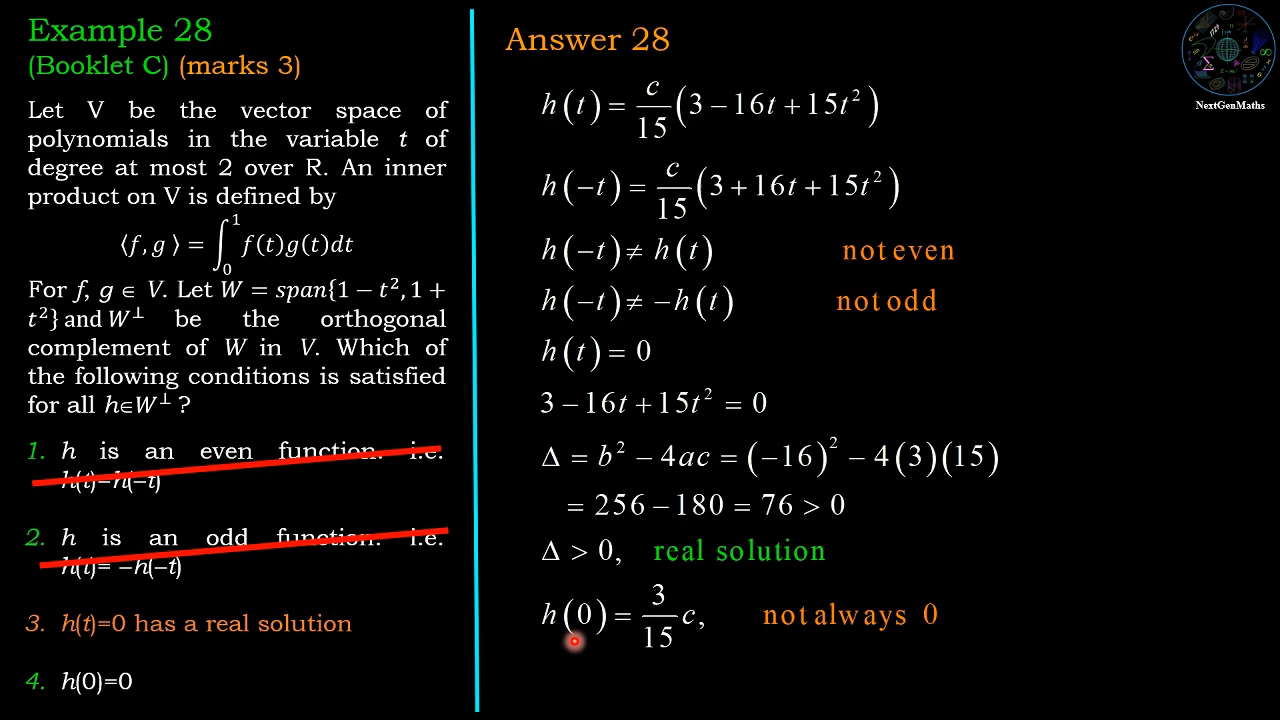 Example 28
(Booklet C) (marks 3)
Let V be the vector space of
polynomials in the variable t of
degree at most 2 over R. An inner
product on V is defined by
⟨f, g ⟩ = ∫₀¹ f(t)g(t)dt
For f, g ∈ V. Let W = span{1 − t², 1 +
t²} and W⊥ be the orthogonal
complement of W in V. Which of
the following conditions is satisfied
for all h∈W⊥ ?
1. h is an even function. i.e.
h(t)=h(−t)
2. h is an odd function. i.e.
h(t)= −h(−t)
3. h(t)=0 has a real solution
4. h(0)=0
Answer 28
h(t) = c/15 (3 − 16t + 15t²)
h(−t) = c/15 (3 + 16t + 15t²)
h(−t) ≠ h(t) not even
h(−t) ≠ −h(t) not odd
h(t) = 0
3 − 16t + 15t² = 0
Δ = b² − 4ac = (−16)² − 4(3)(15)
= 256 − 180 = 76 > 0
Δ > 0, real solution
h(0) = 3/15 c, not always 0
1729
Σ
∞
NextGenMaths